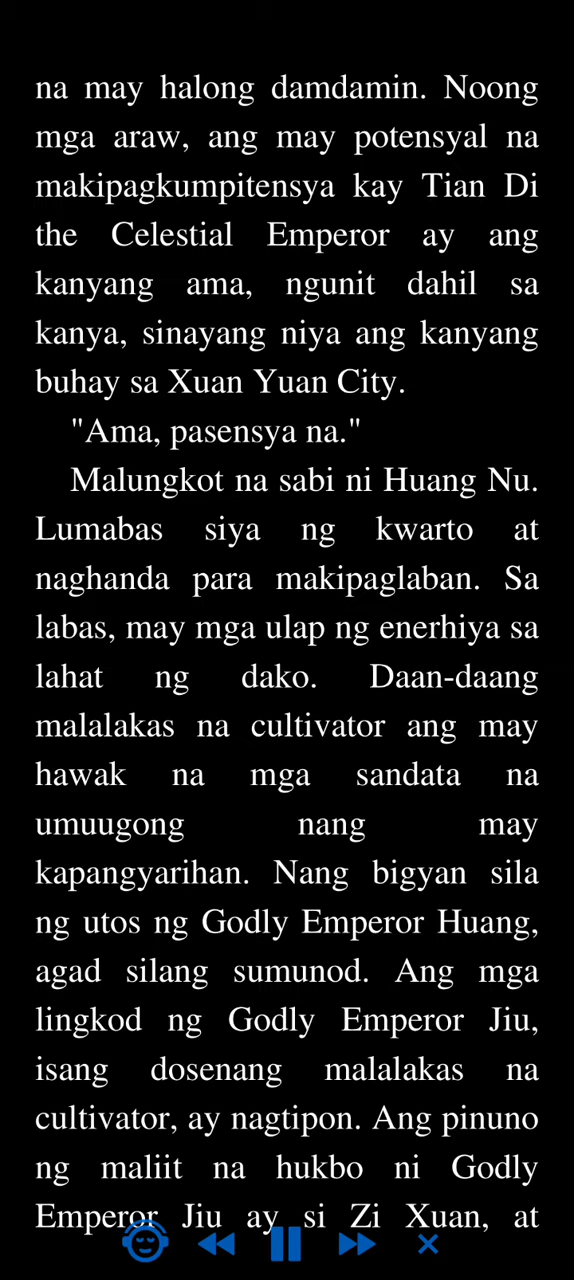 na may halong damdamin. Noong
mga araw, ang may potensyal na
makipagkumpitensya kay Tian Di
the Celestial Emperor ay ang
kanyang ama, ngunit dahil sa
kanya, sinayang niya ang kanyang
buhay sa Xuan Yuan City.
"Ama, pasensya na."
Malungkot na sabi ni Huang Nu.
Lumabas siya ng kwarto at
naghanda para makipaglaban. Sa
labas, may mga ulap ng enerhiya sa
lahat ng dako. Daan-daang
malalakas na cultivator ang may
hawak na mga sandata na
umuugong nang may
kapangyarihan. Nang bigyan sila
ng utos ng Godly Emperor Huang,
agad silang sumunod. Ang mga
lingkod ng Godly Emperor Jiu,
isang dosenang malalakas na
cultivator, ay nagtipon. Ang pinuno
ng maliit na hukbo ni Godly
Emperor Jiu ay si Zi Xuan, at